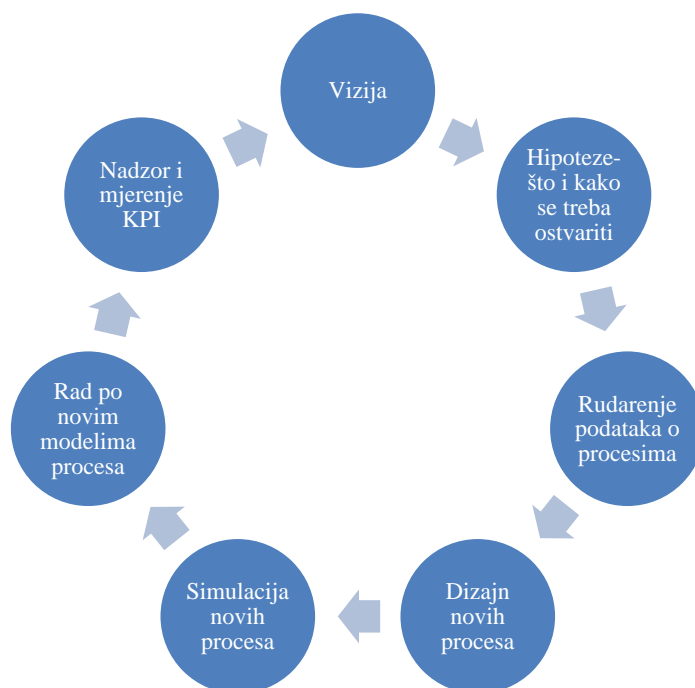 Vizija
Hipoteze-
što i kako
se treba
ostvariti
Rudarenje
podataka o
procesima
Dizajn
novih
procesa
Simulacija
novih
procesa
Rad po
novim
modelima
procesa
Nadzor i
mjerenje
KPI